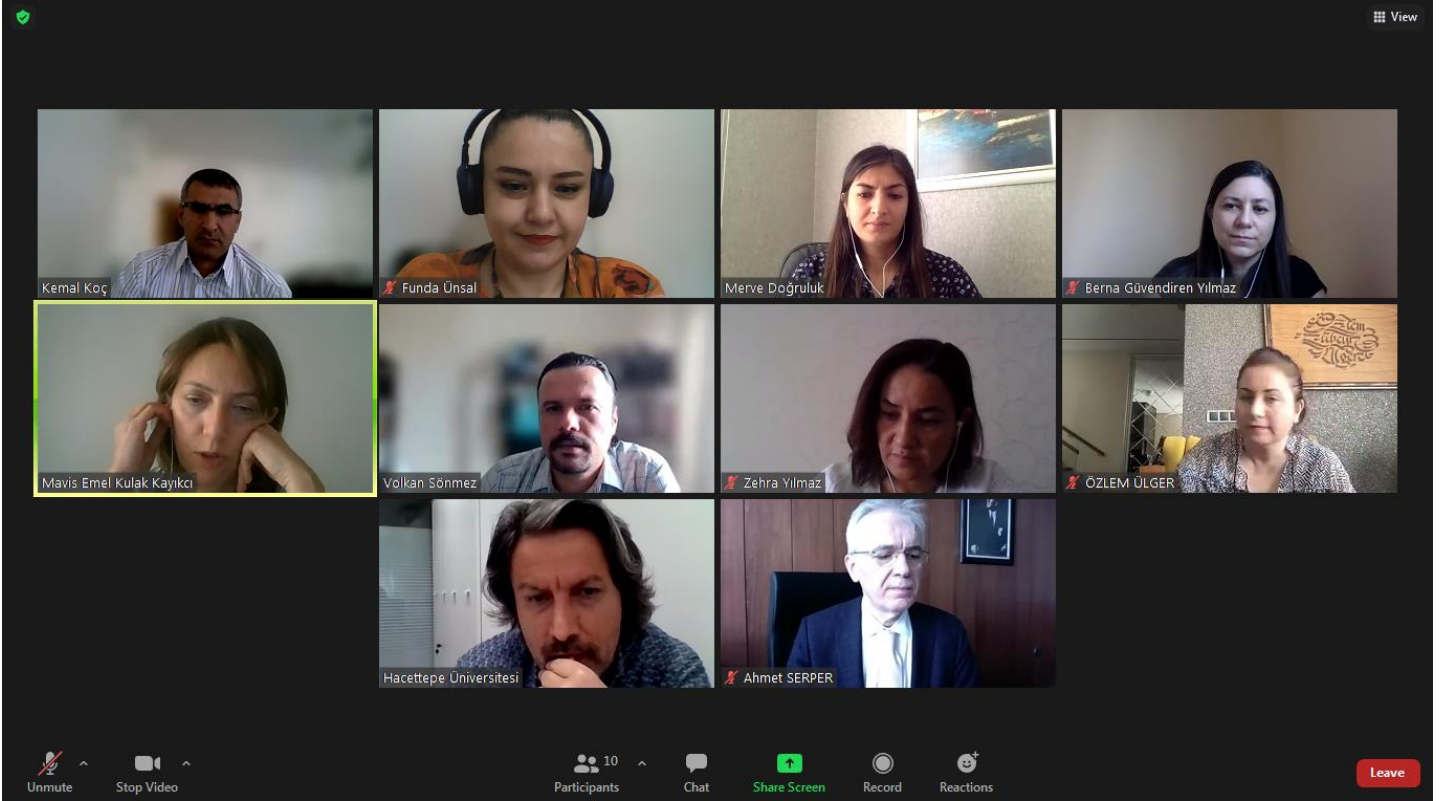 View
Kemal Koç
Funda Ünsal
Merve Doğruluk
Berna Güvendiren Yılmaz
Mavis Emel Kulak Kayıkcı
Volkan Sönmez
Zehra Yılmaz
ÖZLEM ÜLGER
Hacettepe Üniversitesi
Ahmet SERPER
Unmute
Stop Video
10
Participants
Chat
Share Screen
Record
Reactions
Leave